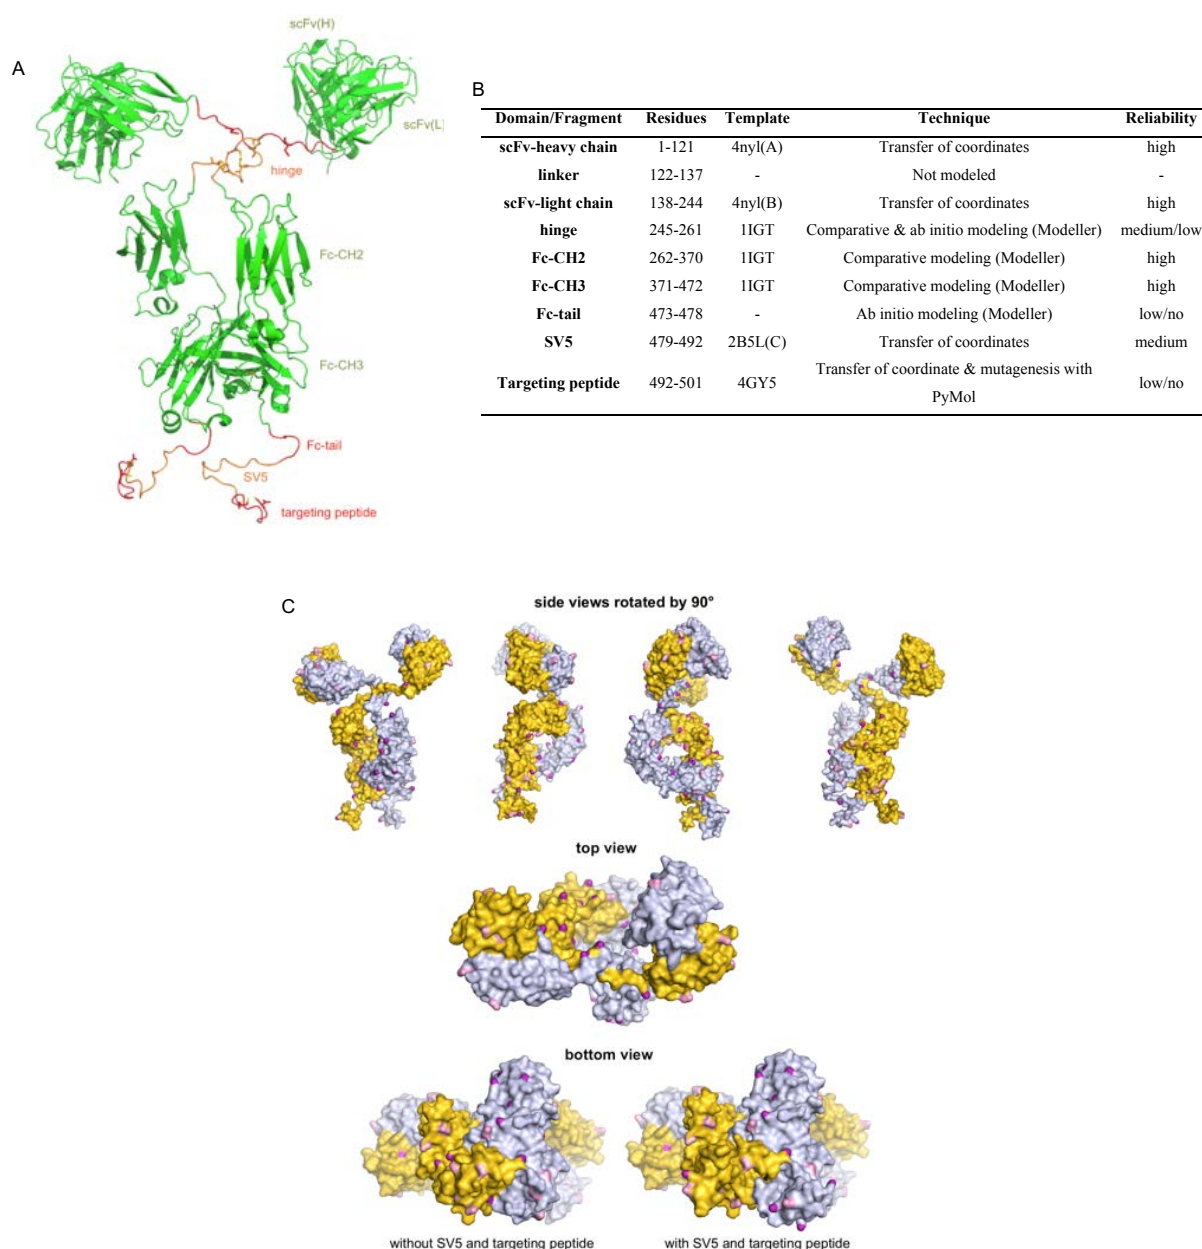 A
scFv(H)
scFv(L)
hinge
Fc-CH2
Fc-CH3
Fc-tail
SV5
targeting peptide
B
Domain/Fragment Residues Template Technique Reliability
scFv-heavy chain 1-121 4nyl(A) Transfer of coordinates high
linker 122-137 - Not modeled -
scFv-light chain 138-244 4nyl(B) Transfer of coordinates high
hinge 245-261 1IGT Comparative & ab initio modeling (Modeller) medium/low
Fc-CH2 262-370 1IGT Comparative modeling (Modeller) high
Fc-CH3 371-472 1IGT Comparative modeling (Modeller) high
Fc-tail 473-478 - Ab initio modeling (Modeller) low/no
SV5 479-492 2B5L(C) Transfer of coordinates medium
Targeting peptide 492-501 4GY5 Transfer of coordinate & mutagenesis with
PyMol low/no
C
side views rotated by 90°
top view
bottom view
without SV5 and targeting peptide
with SV5 and targeting peptide